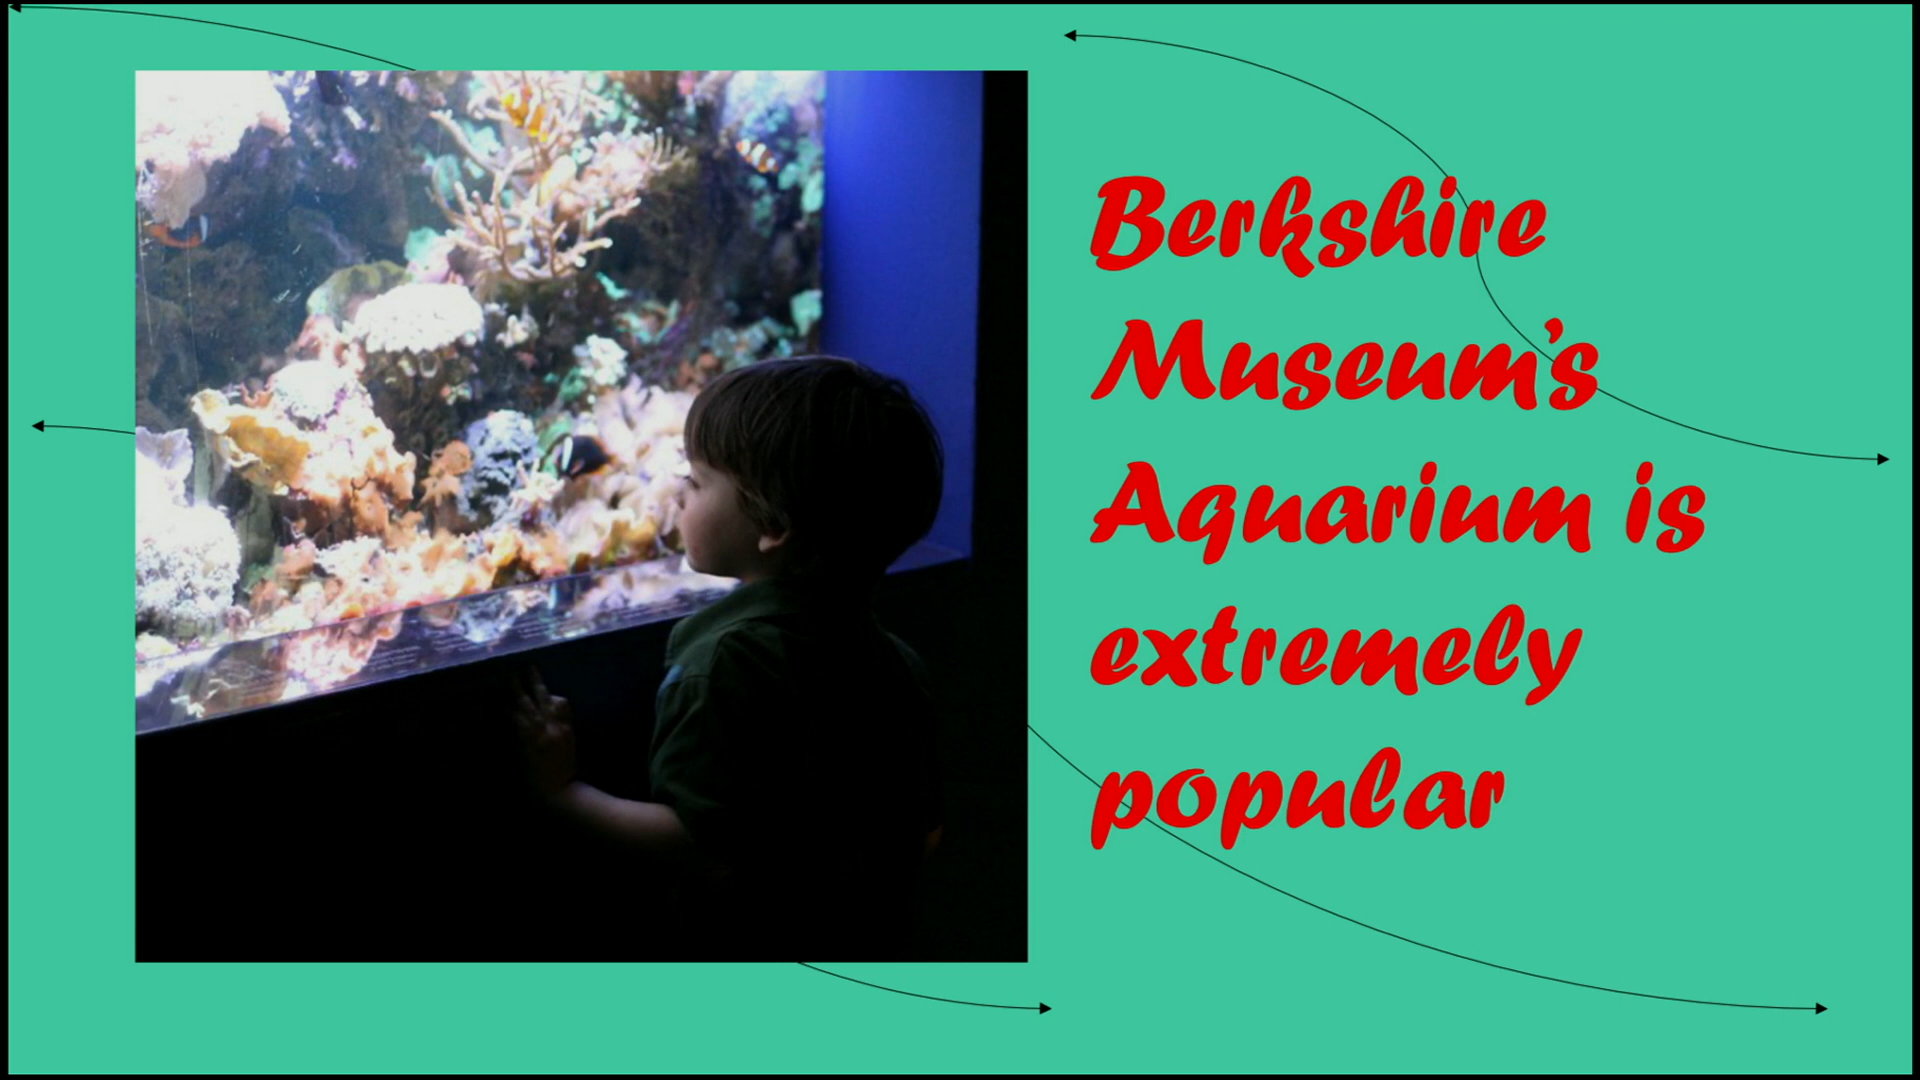 Berkshire
Museum's
Aquarium is
extremely
popular